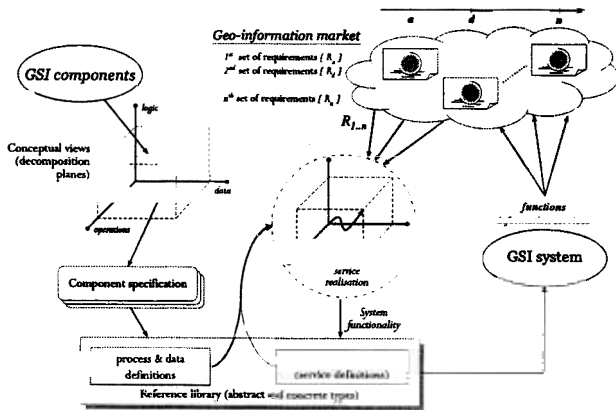 a d n
Geo-information market
1st set of requirements [ Ra ]
2nd set of requirements [ Rd ]
nth set of requirements [ Rn ]
R1..n
GSI components
logic
Conceptual views
(decomposition
planes)
data
operations
functions
GSI system
service
realisation
Component specification
System
functionality
process & data
definitions
(service definitions)
Reference library (abstract and concrete types)